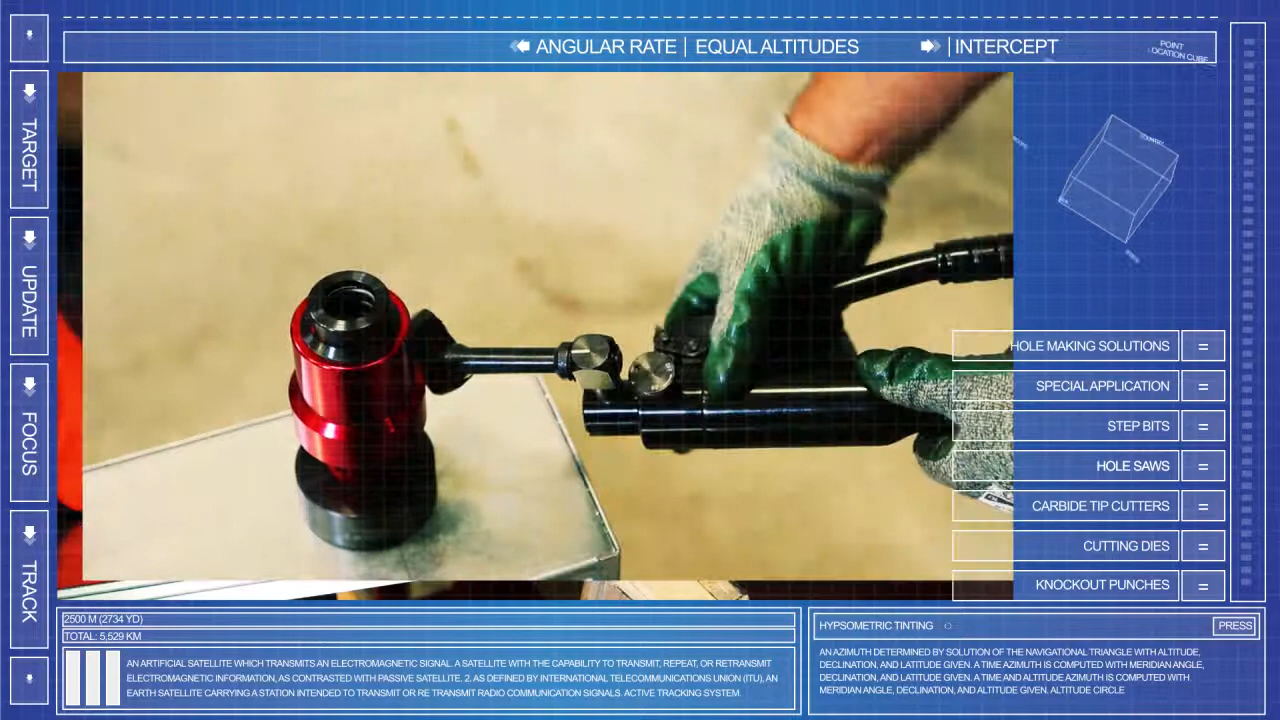 ANGULAR RATE | EQUAL ALTITUDES
INTERCEPT
POINT
LOCATION CUBE
TARGET
UPDATE
FOCUS
TRACK
HOLE MAKING SOLUTIONS =
SPECIAL APPLICATION =
STEP BITS =
HOLE SAWS =
CARBIDE TIP CUTTERS =
CUTTING DIES =
KNOCKOUT PUNCHES =
2500 M (2734 YD)
TOTAL: 5,529 KM
AN ARTIFICIAL SATELLITE WHICH TRANSMITS AN ELECTROMAGNETIC SIGNAL. A SATELLITE WITH THE CAPABILITY TO TRANSMIT, REPEAT, OR RETRANSMIT
ELECTROMAGNETIC INFORMATION, AS CONTRASTED WITH PASSIVE SATELLITE. 2. AS DEFINED BY INTERNATIONAL TELECOMMUNICATIONS UNION (ITU), AN
EARTH SATELLITE CARRYING A STATION INTENDED TO TRANSMIT OR RE TRANSMIT RADIO COMMUNICATION SIGNALS. ACTIVE TRACKING SYSTEM.
HYPSOMETRIC TINTING
PRESS
AN AZIMUTH DETERMINED BY SOLUTION OF THE NAVIGATIONAL TRIANGLE WITH ALTITUDE,
DECLINATION, AND LATITUDE GIVEN. A TIME AZIMUTH IS COMPUTED WITH MERIDIAN ANGLE,
DECLINATION, AND LATITUDE GIVEN. A TIME AND ALTITUDE AZIMUTH IS COMPUTED WITH
MERIDIAN ANGLE, DECLINATION, AND ALTITUDE GIVEN. ALTITUDE CIRCLE